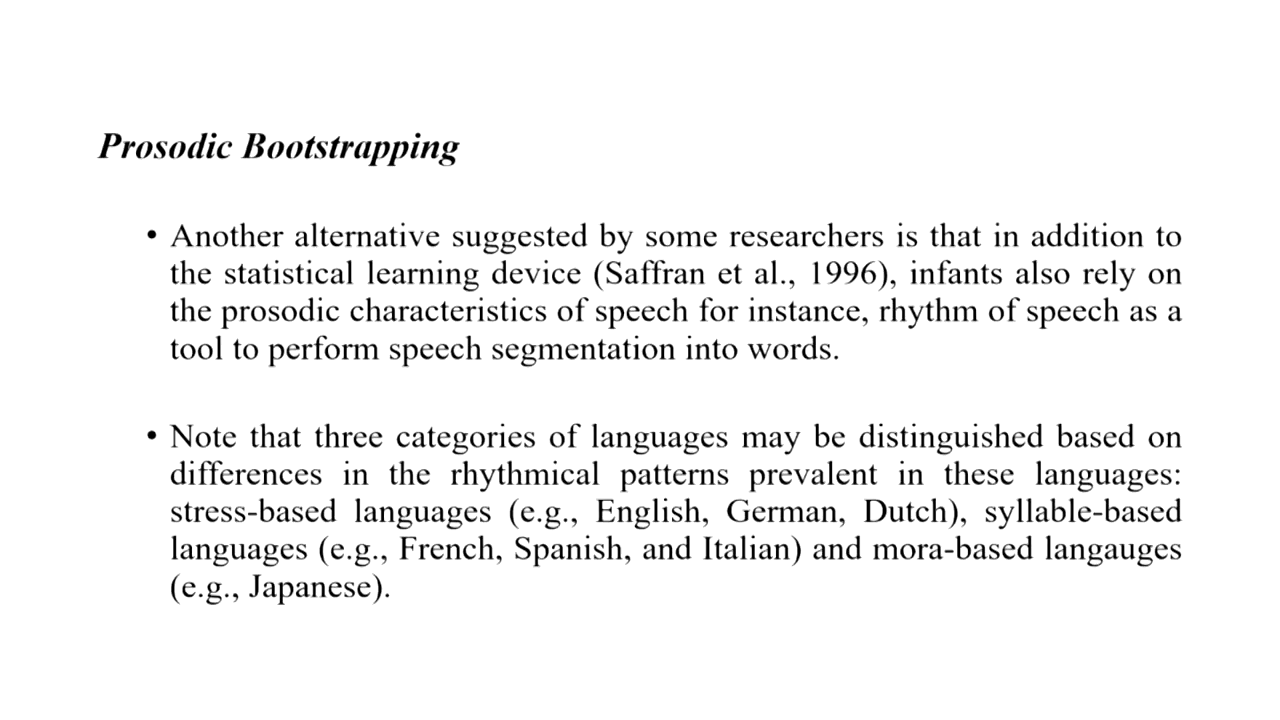 Prosodic Bootstrapping
• Another alternative suggested by some researchers is that in addition to
the statistical learning device (Saffran et al., 1996), infants also rely on
the prosodic characteristics of speech for instance, rhythm of speech as a
tool to perform speech segmentation into words.
• Note that three categories of languages may be distinguished based on
differences in the rhythmical patterns prevalent in these languages:
stress-based languages (e.g., English, German, Dutch), syllable-based
languages (e.g., French, Spanish, and Italian) and mora-based langauges
(e.g., Japanese).